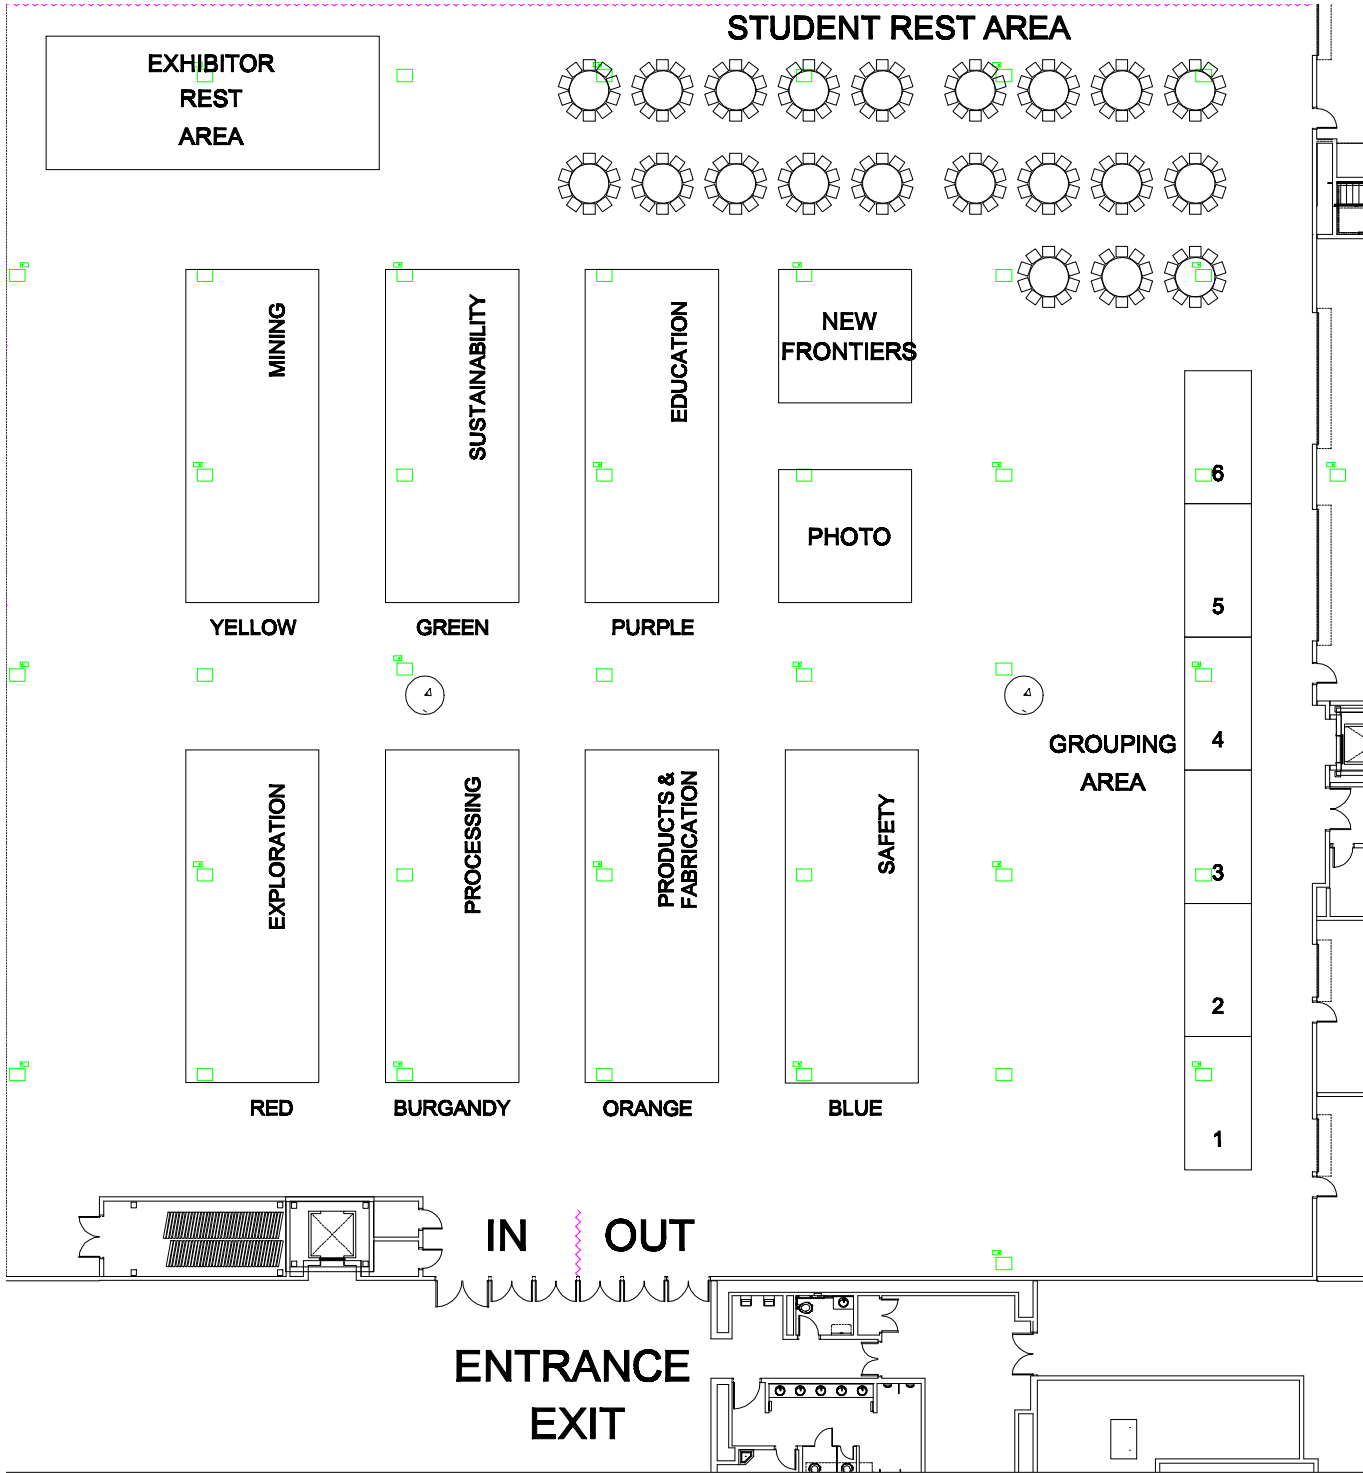 STUDENT REST AREA
EXHIBITOR
REST
AREA
MINING
SUSTAINABILITY
EDUCATION
NEW
FRONTIERS
PHOTO
YELLOW
GREEN
PURPLE
6
5
4
3
2
1
GROUPING
AREA
EXPLORATION
PROCESSING
PRODUCTS &
FABRICATION
SAFETY
RED
BURGANDY
ORANGE
BLUE
IN
OUT
ENTRANCE
EXIT